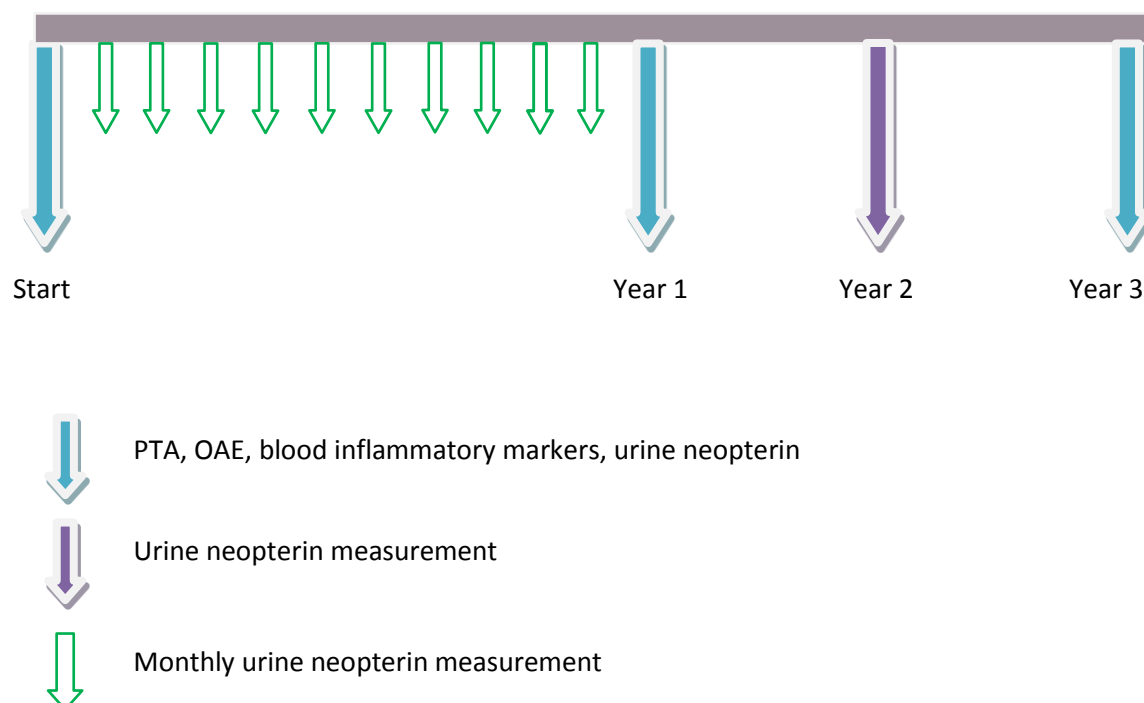 Start
Year 1
Year 2
Year 3
PTA, OAE, blood inflammatory markers, urine neopterin
Urine neopterin measurement
Monthly urine neopterin measurement